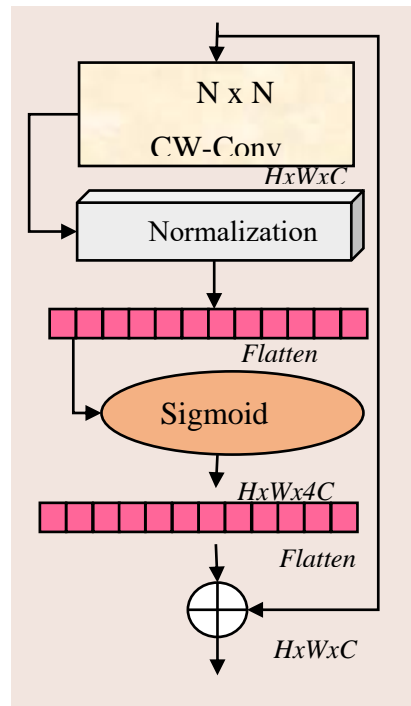 N x N
CW-Conv
HxWxC
Normalization
Flatten
Sigmoid
HxWx4C
Flatten
HxWxC